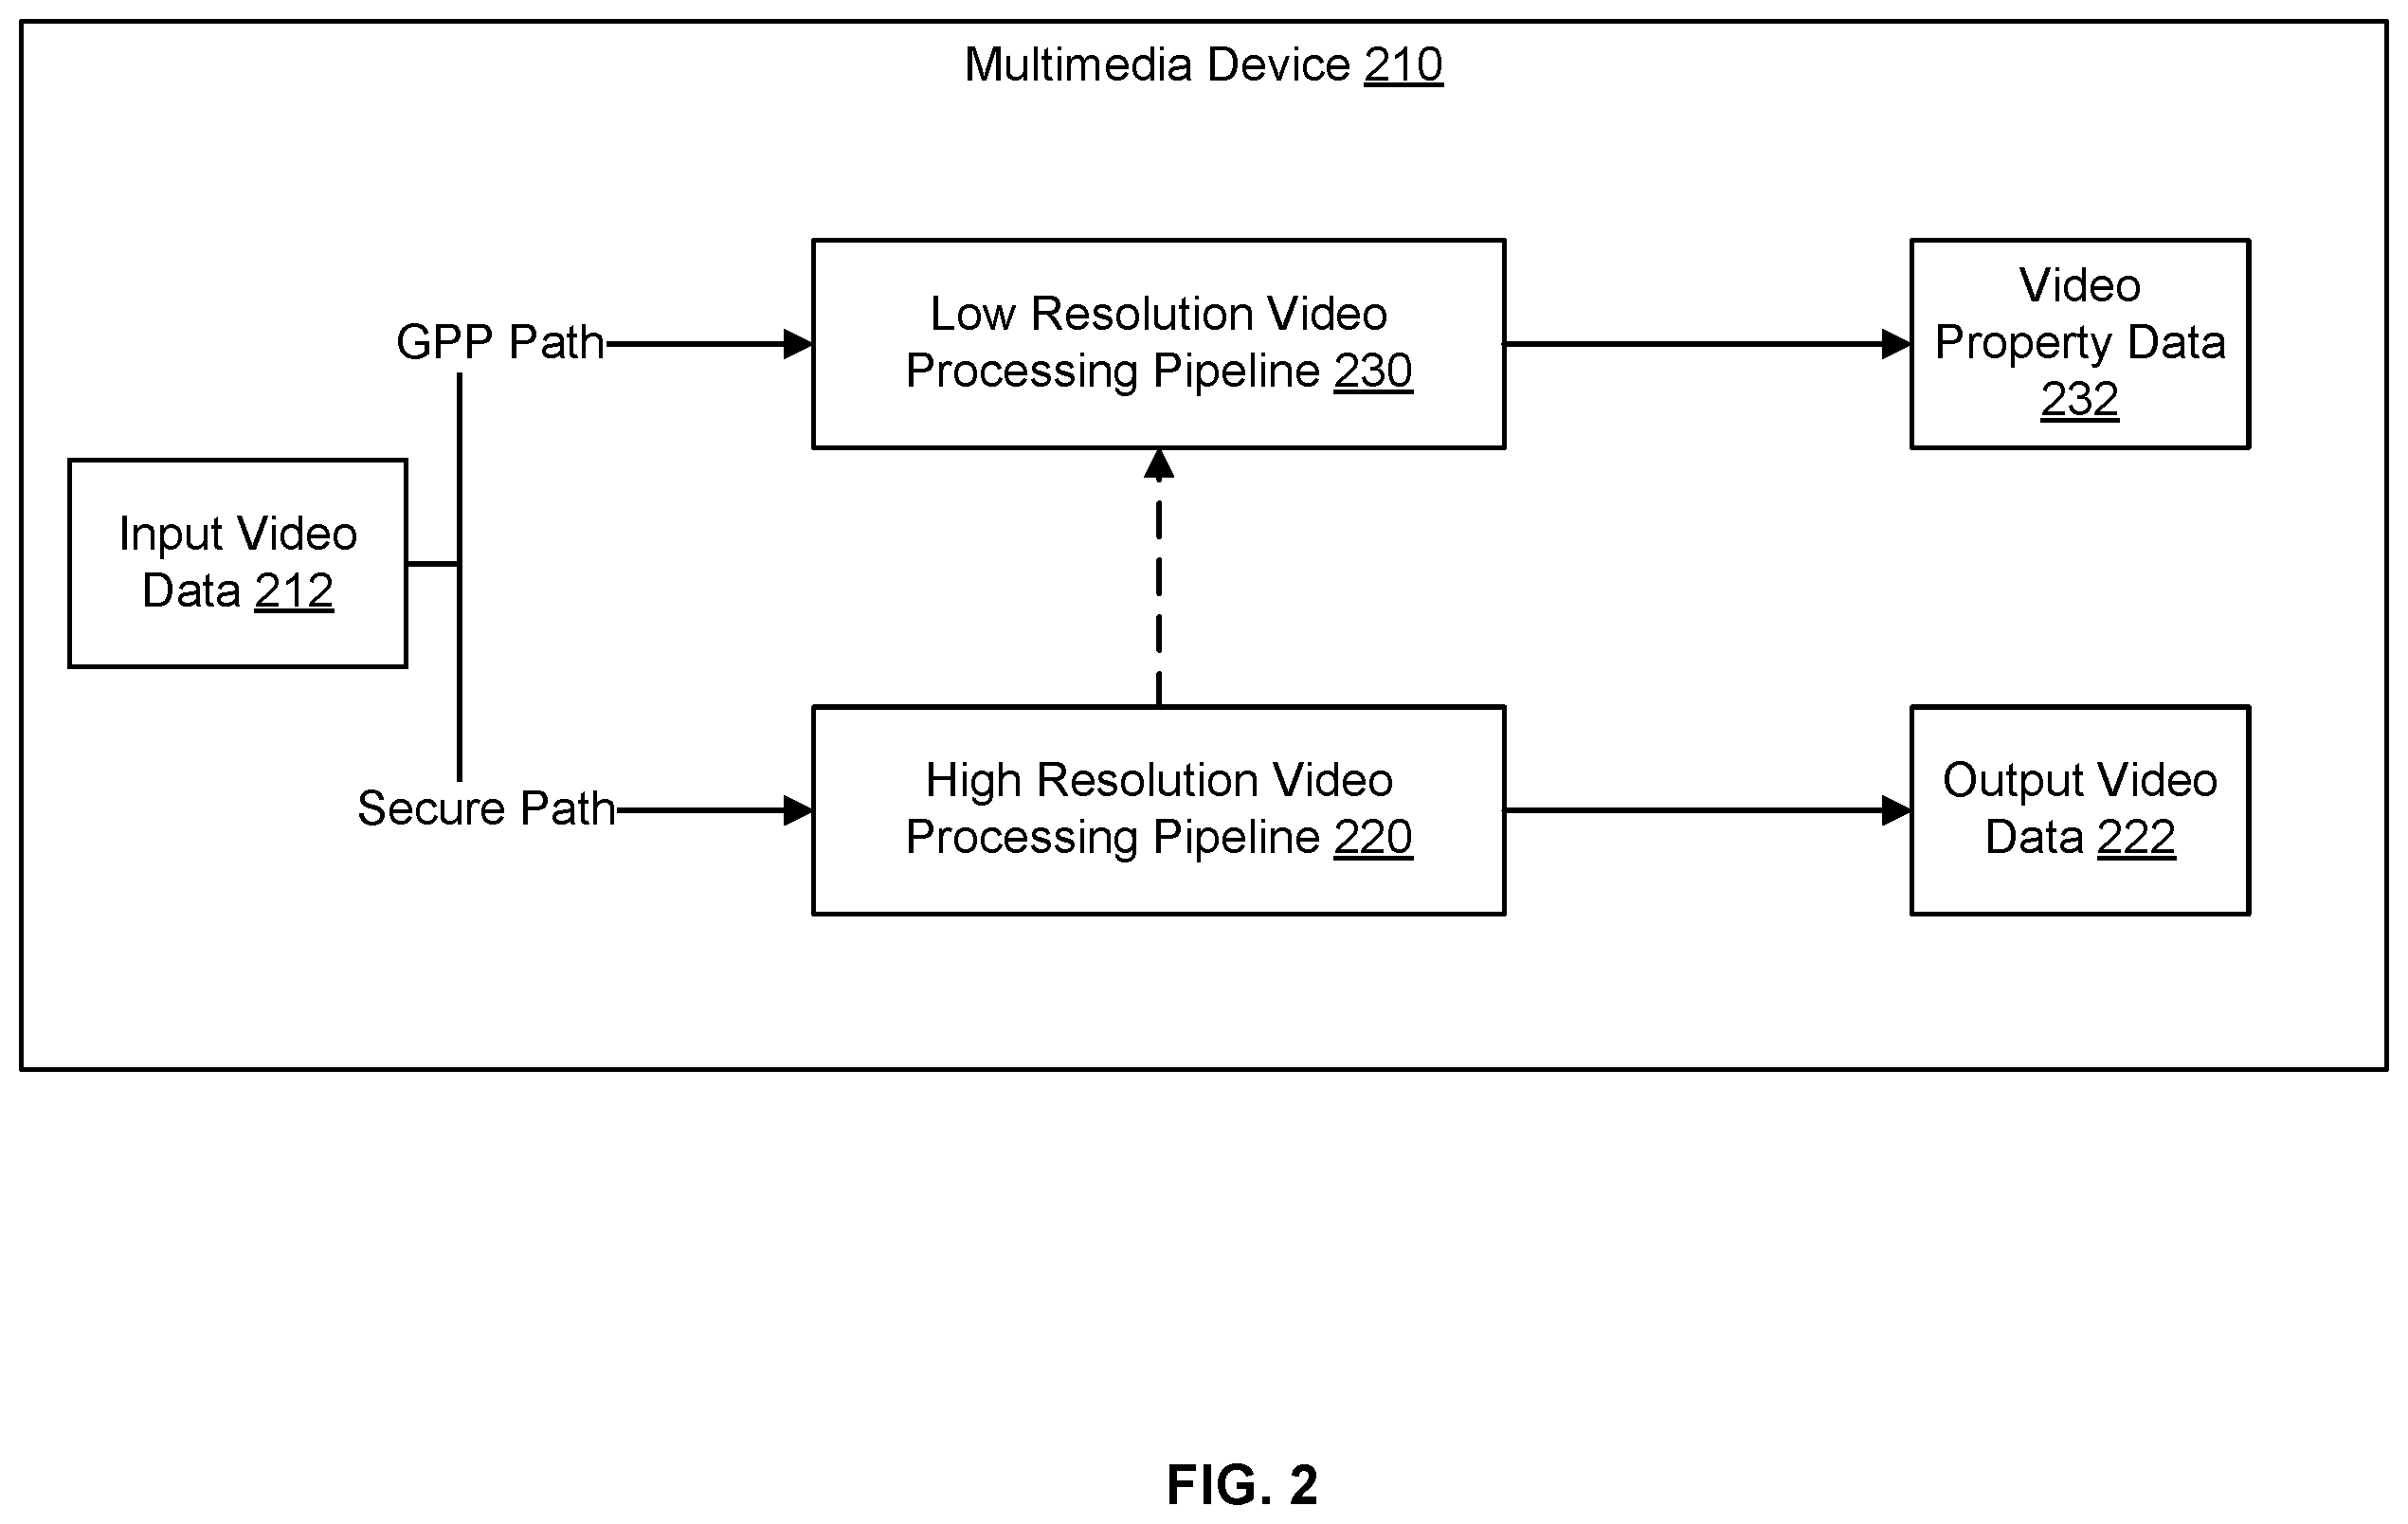 Multimedia Device 210
GPP Path
Low Resolution Video
Processing Pipeline 230
Video
Property Data
232
Input Video
Data 212
Secure Path
High Resolution Video
Processing Pipeline 220
Output Video
Data 222
FIG. 2